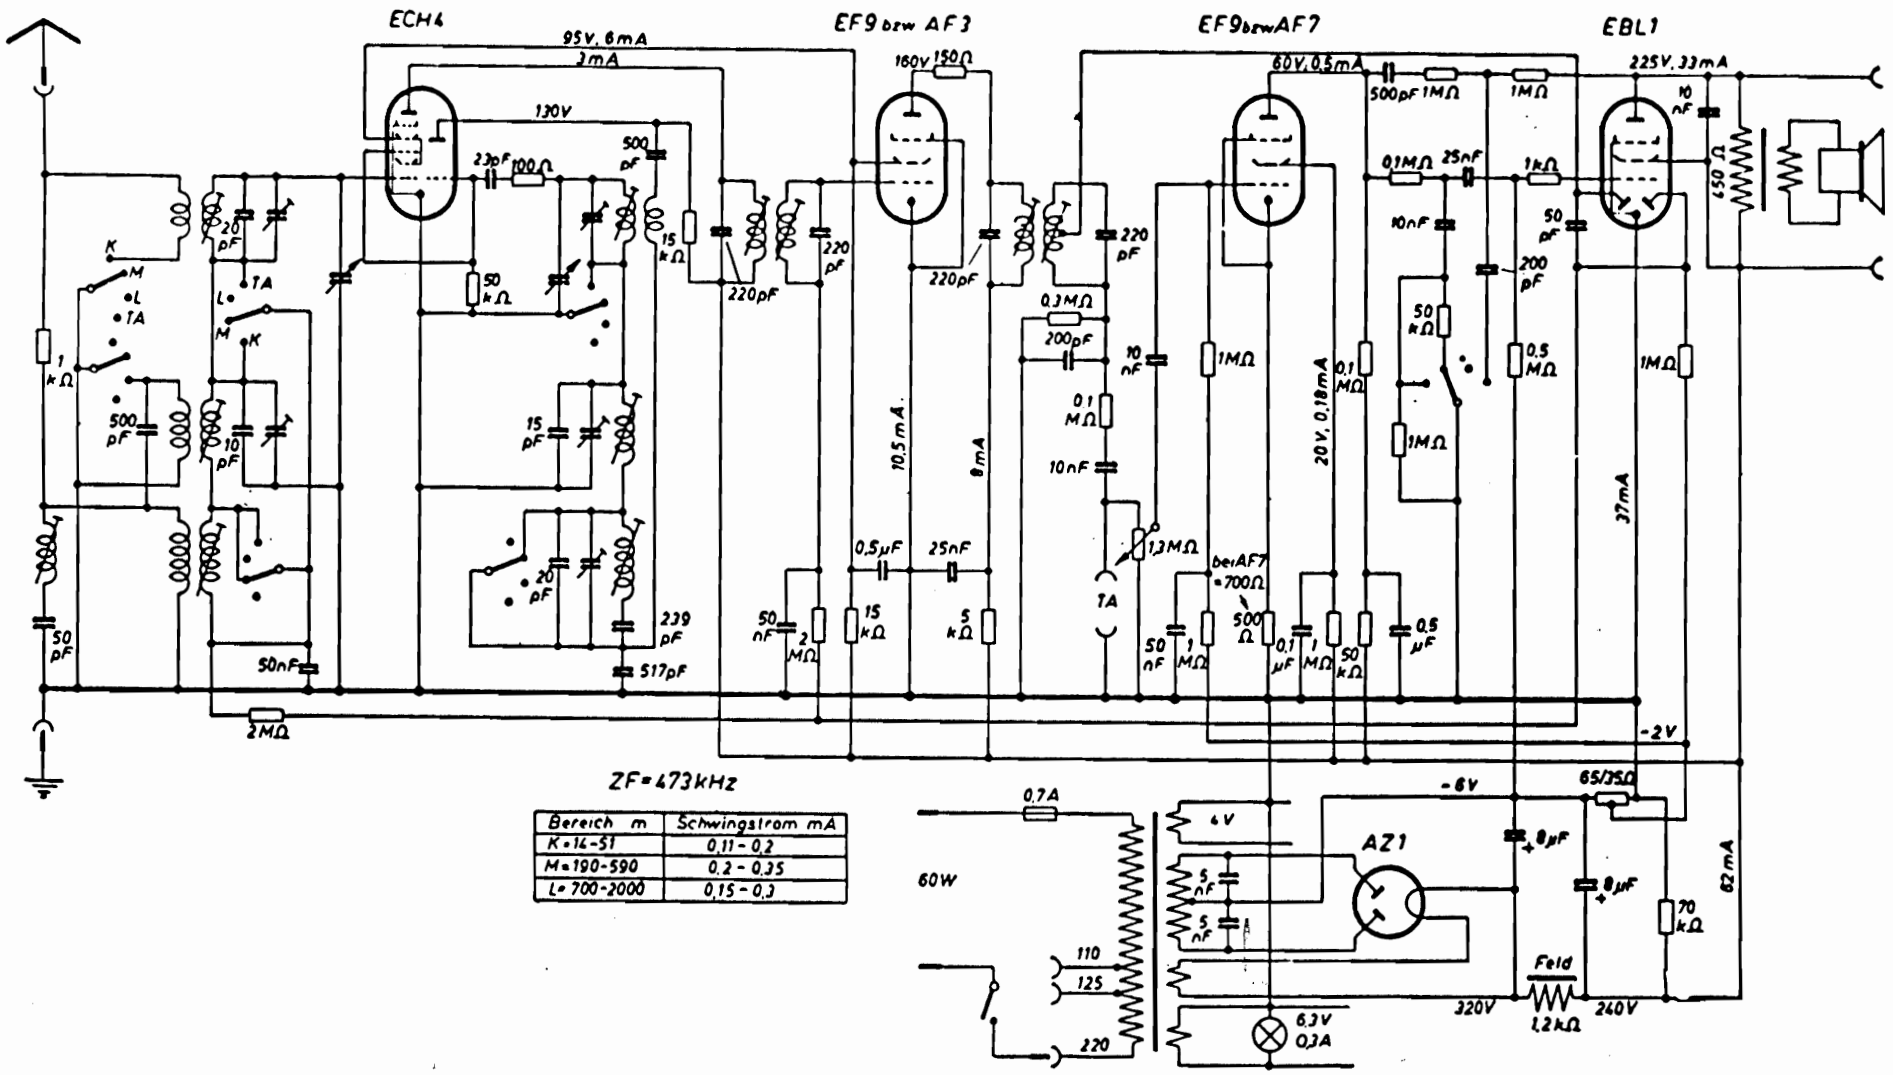 ECH4
EF9 bzw AF3
EF9 bzw AF7
EBL1
95V, 6mA
3mA
130V
160V
150Ω
60V, 0,5mA
500pF
1MΩ
1MΩ
225V, 33mA
10
nF
650Ω
23pF
100Ω
500
pF
0,1MΩ
25nF
1kΩ
20
pF
15
kΩ
220pF
220
pF
220pF
220
pF
10nF
200
pF
50
pF
K
M
L
TA
TA
L
M
K
50
kΩ
1
kΩ
0,3MΩ
200pF
10
nF
1MΩ
0,1
MΩ
50
kΩ
0,5
MΩ
1MΩ
500
pF
10
pF
15
pF
0,1
MΩ
10nF
1MΩ
10,5mA
8mA
20V, 0,18mA
37mA
50
pF
50nF
20
pF
239
pF
517pF
50
nF
2
MΩ
0,5µF
25nF
15
kΩ
5
kΩ
TA
1,3MΩ
50
nF
1
MΩ
bei AF7
=700Ω
500
Ω
0,1
µF
1
MΩ
50
kΩ
0,5
µF
2MΩ
-2V
ZF=473kHz
Bereich m Schwingstrom mA
K=14-51 0,11-0,2
M=190-590 0,2-0,35
L=700-2000 0,15-0,3
0,7A
60W
110
125
220
4V
5
nF
5
nF
AZ1
-6V
65/35Ω
8µF
+
8µF
+
70
kΩ
62mA
Feld
320V
1,2kΩ
240V
6,3V
0,3A